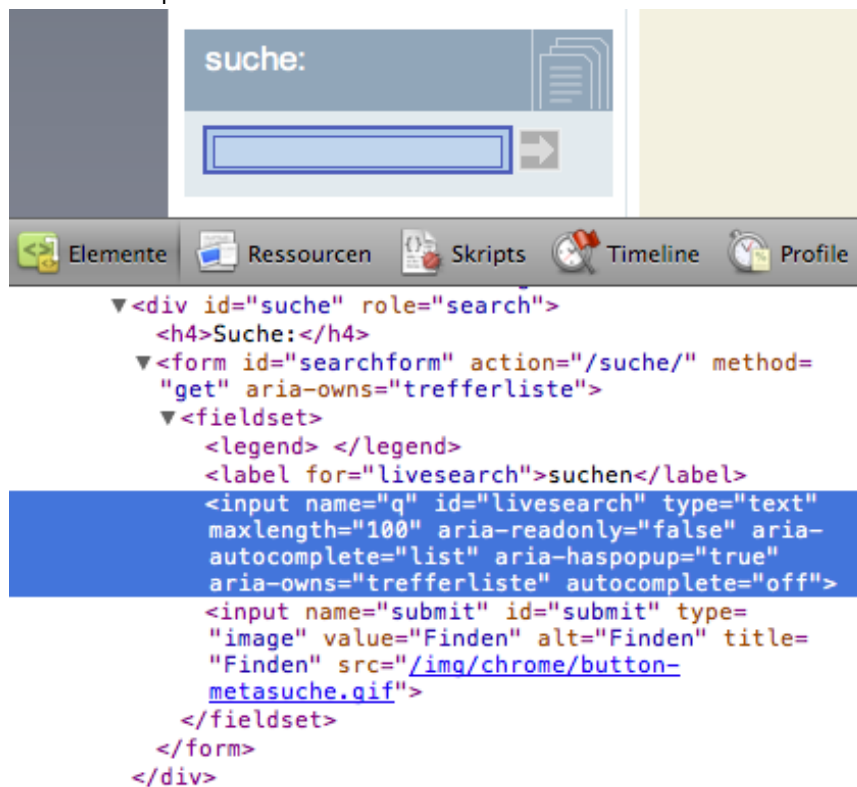 suche:
Elemente Ressourcen Skripts Timeline Profile
▼<div id="suche" role="search">
<h4>Suche:</h4>
▼<form id="searchform" action="/suche/" method=
"get" aria-owns="trefferliste">
▼<fieldset>
<legend> </legend>
<label for="livesearch">suchen</label>
<input name="q" id="livesearch" type="text"
maxlength="100" aria-readonly="false" aria-
autocomplete="list" aria-haspopup="true"
aria-owns="trefferliste" autocomplete="off">
<input name="submit" id="submit" type=
"image" value="Finden" alt="Finden" title=
"Finden" src="/img/chrome/button-
metasuche.gif">
</fieldset>
</form>
</div>